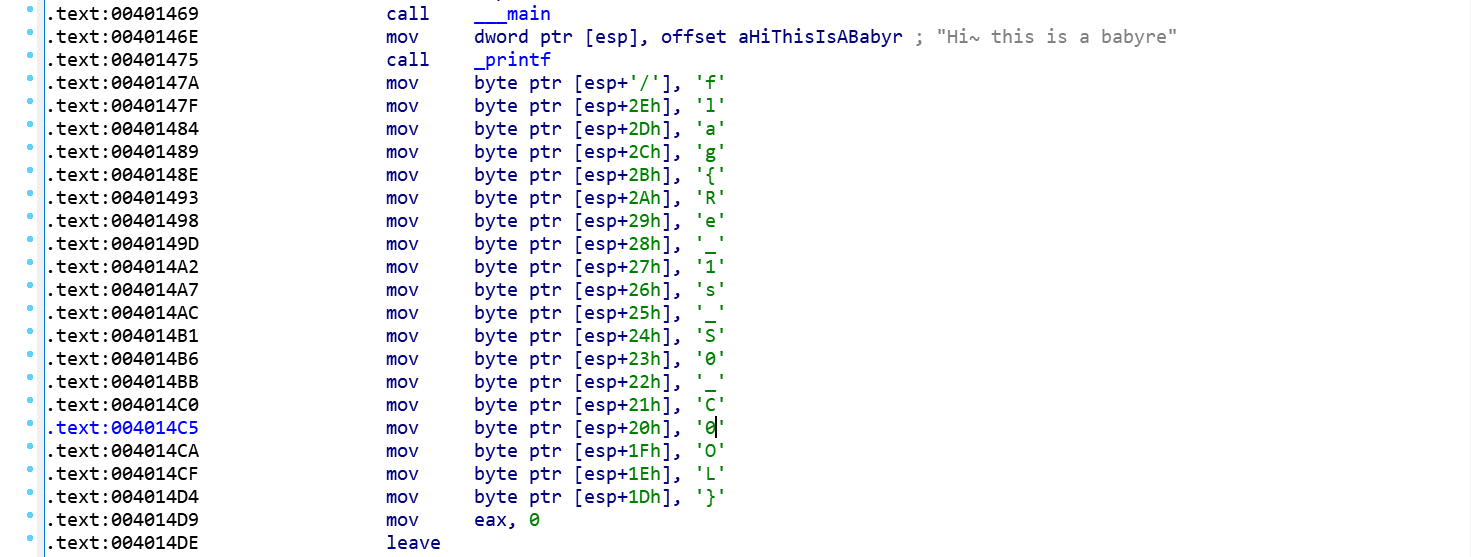 .text:00401469 call ___main
.text:0040146E mov dword ptr [esp], offset aHiThisIsABabyr ; "Hi~ this is a babyre"
.text:00401475 call _printf
.text:0040147A mov byte ptr [esp+'/'], 'f'
.text:0040147F mov byte ptr [esp+2Eh], 'l'
.text:00401484 mov byte ptr [esp+2Dh], 'a'
.text:00401489 mov byte ptr [esp+2Ch], 'g'
.text:0040148E mov byte ptr [esp+2Bh], '{'
.text:00401493 mov byte ptr [esp+2Ah], 'R'
.text:00401498 mov byte ptr [esp+29h], 'e'
.text:0040149D mov byte ptr [esp+28h], '_'
.text:004014A2 mov byte ptr [esp+27h], '1'
.text:004014A7 mov byte ptr [esp+26h], 's'
.text:004014AC mov byte ptr [esp+25h], '_'
.text:004014B1 mov byte ptr [esp+24h], 'S'
.text:004014B6 mov byte ptr [esp+23h], '0'
.text:004014BB mov byte ptr [esp+22h], '_'
.text:004014C0 mov byte ptr [esp+21h], 'C'
.text:004014C5 mov byte ptr [esp+20h], '0'
.text:004014CA mov byte ptr [esp+1Fh], 'O'
.text:004014CF mov byte ptr [esp+1Eh], 'L'
.text:004014D4 mov byte ptr [esp+1Dh], '}'
.text:004014D9 mov eax, 0
.text:004014DE leave